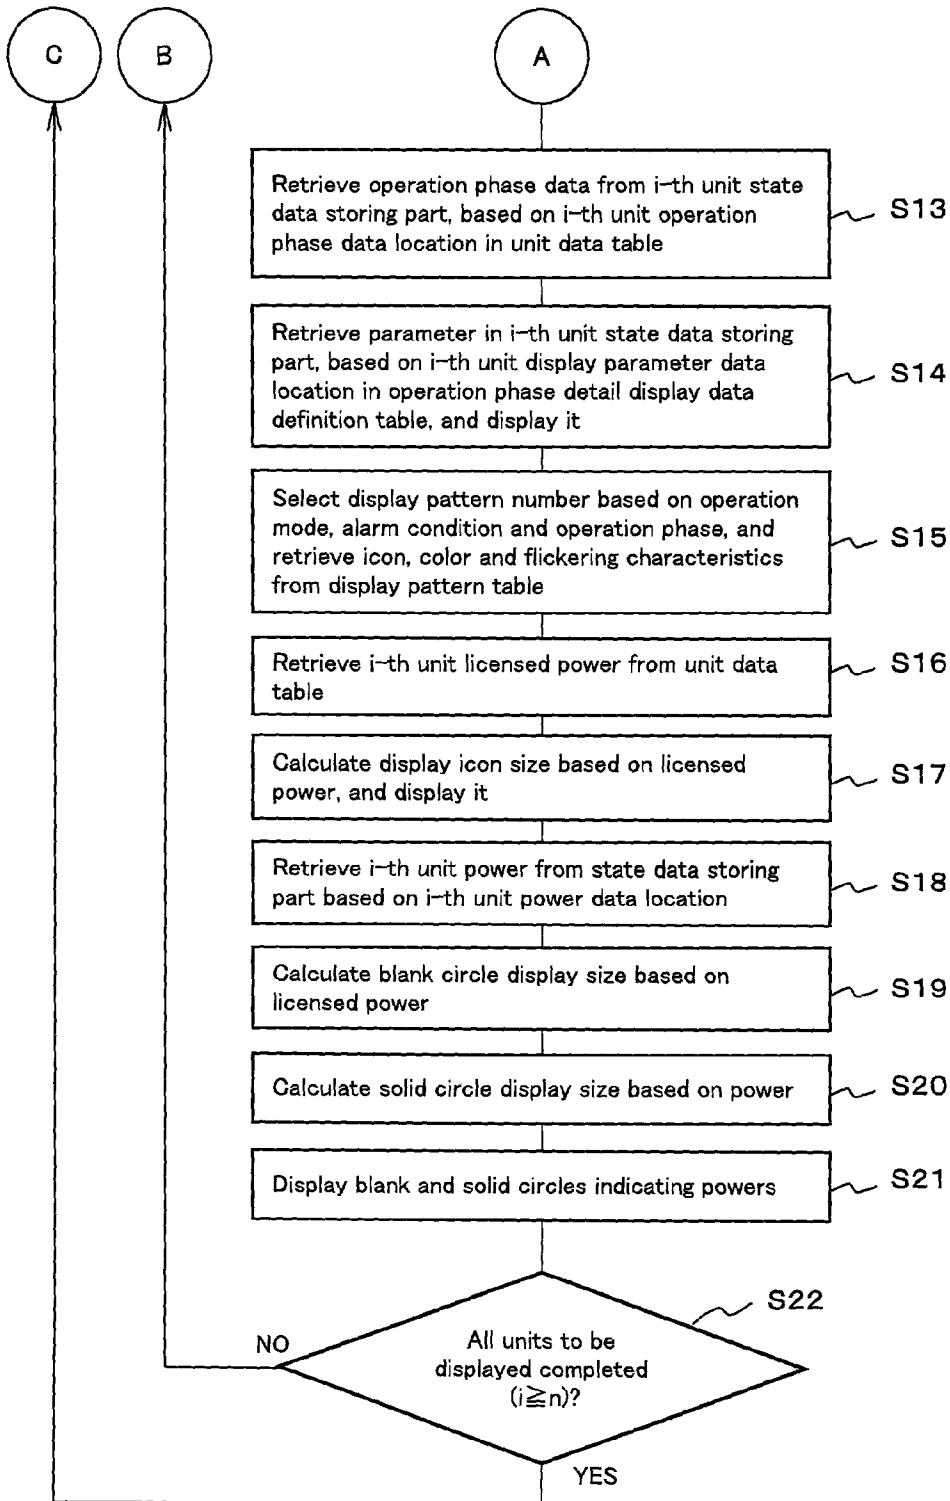 C
B
A
Retrieve operation phase data from i-th unit state
data storing part, based on i-th unit operation
phase data location in unit data table
S13
Retrieve parameter in i-th unit state data storing
part, based on i-th unit display parameter data
location in operation phase detail display data
definition table, and display it
S14
Select display pattern number based on operation
mode, alarm condition and operation phase, and
retrieve icon, color and flickering characteristics
from display pattern table
S15
Retrieve i-th unit licensed power from unit data
table
S16
Calculate display icon size based on licensed
power, and display it
S17
Retrieve i-th unit power from state data storing
part based on i-th unit power data location
S18
Calculate blank circle display size based on
licensed power
S19
Calculate solid circle display size based on power
S20
Display blank and solid circles indicating powers
S21
S22
All units to be
displayed completed
(i≧n)?
NO
YES